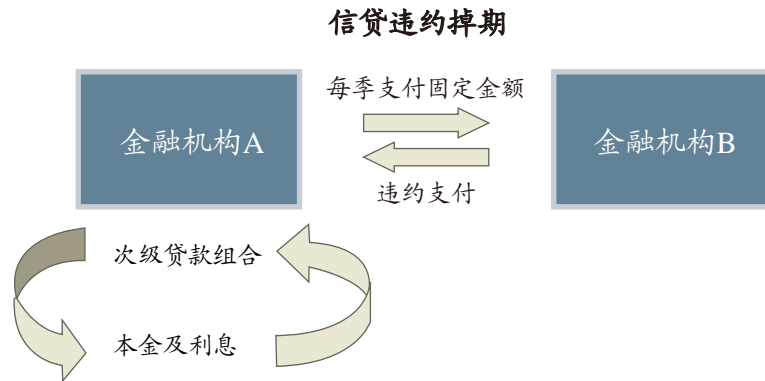 信贷违约掉期
每季支付固定金额
金融机构A
金融机构B
违约支付
次级贷款组合
本金及利息